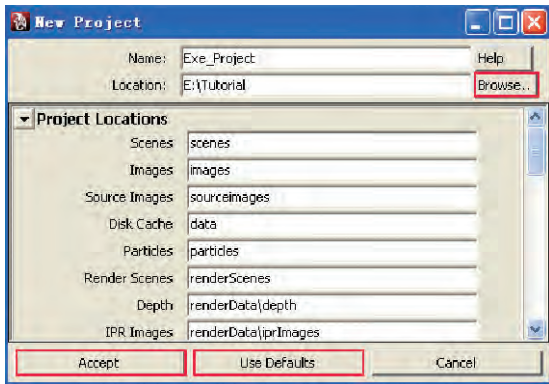 New Project
Name: Exe_Project Help
Location: E:\Tutorial Browse..
Project Locations
Scenes scenes
Images images
Source Images sourceimages
Disk Cache data
Particles particles
Render Scenes renderScenes
Depth renderData\depth
IPR Images renderData\iprImages
Accept Use Defaults Cancel